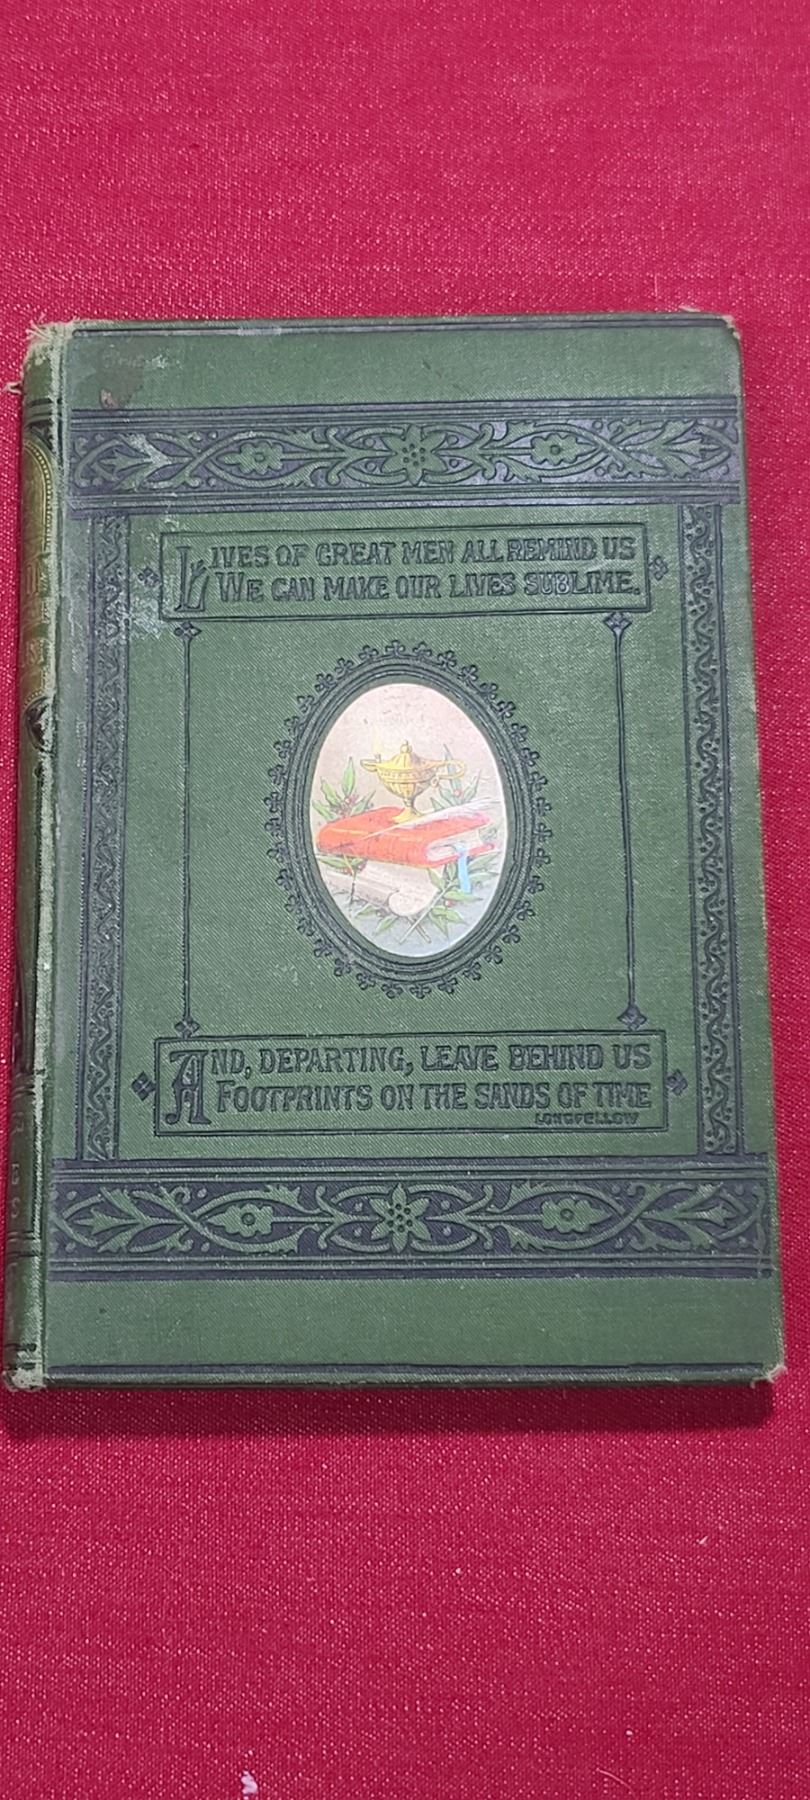 LIVES OF GREAT MEN ALL REMIND US
WE CAN MAKE OUR LIVES SUBLIME.
AND, DEPARTING, LEAVE BEHIND US
FOOTPRINTS ON THE SANDS OF TIME
LONGFELLOW